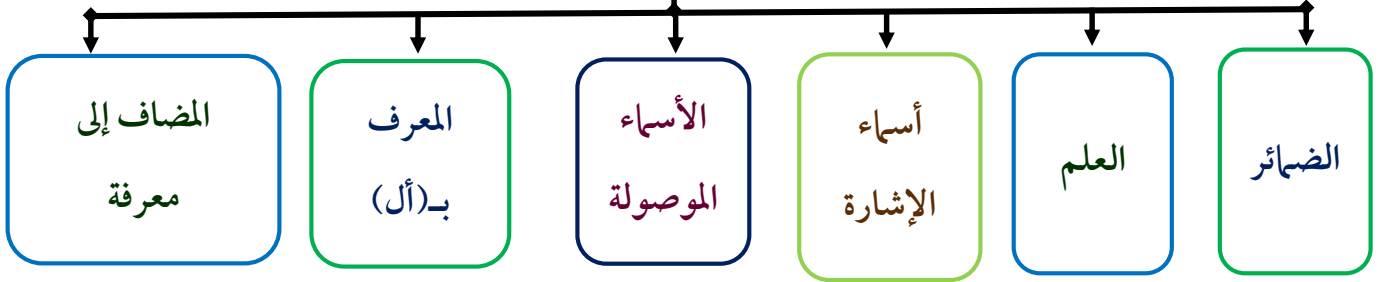 الضمائر
العلم
أسماء
الإشارة
الأسماء
الموصولة
المعرف
بـ(أل)
المضاف إلى
معرفة